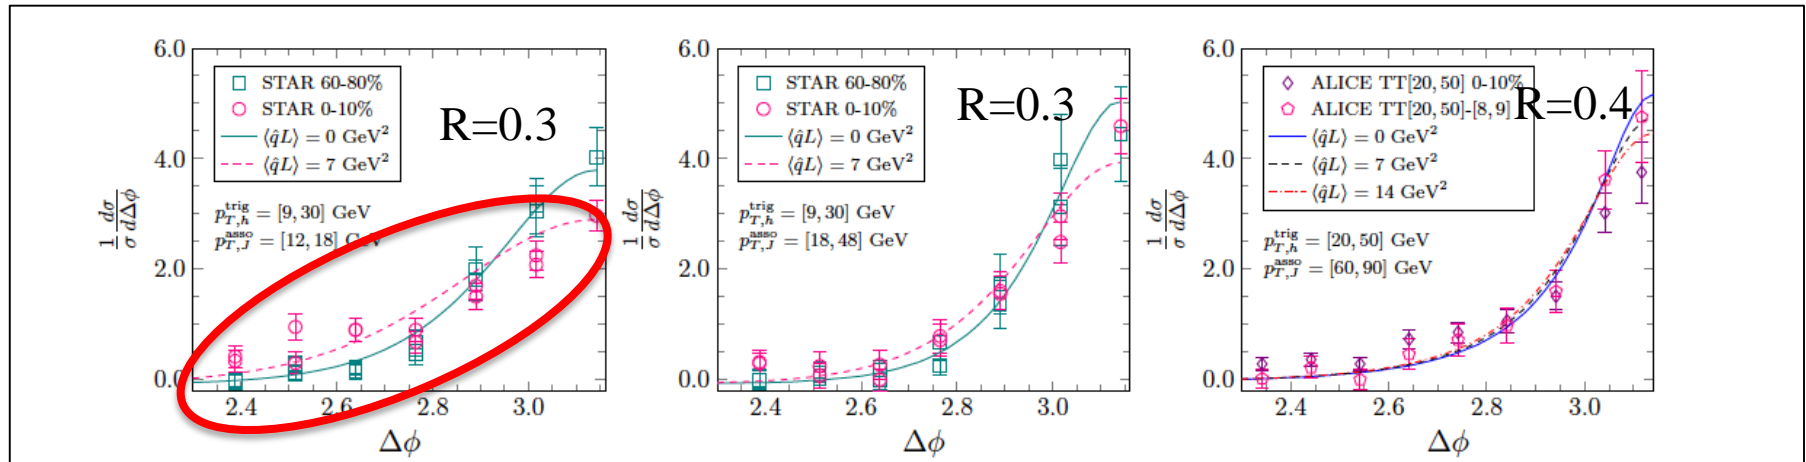 6.0
4.0
2.0
0.0
1/σ dσ/dΔϕ
STAR 60-80%
STAR 0-10%
⟨q̂L⟩ = 0 GeV²
⟨q̂L⟩ = 7 GeV²
R=0.3
p_{T,h}^{trig} = [9, 30] GeV
p_{T,J}^{asso} = [12, 18] GeV
2.4 2.6 2.8 3.0
Δϕ
6.0
4.0
2.0
0.0
1/σ dσ/dΔϕ
STAR 60-80%
STAR 0-10%
⟨q̂L⟩ = 0 GeV²
⟨q̂L⟩ = 7 GeV²
R=0.3
p_{T,h}^{trig} = [9, 30] GeV
p_{T,J}^{asso} = [18, 48] GeV
2.4 2.6 2.8 3.0
Δϕ
6.0
4.0
2.0
0.0
1/σ dσ/dΔϕ
ALICE TT[20, 50] 0-10%
ALICE TT[20, 50]-[8, 9]
⟨q̂L⟩ = 0 GeV²
⟨q̂L⟩ = 7 GeV²
⟨q̂L⟩ = 14 GeV²
R=0.4
p_{T,h}^{trig} = [20, 50] GeV
p_{T,J}^{asso} = [60, 90] GeV
2.4 2.6 2.8 3.0
Δϕ